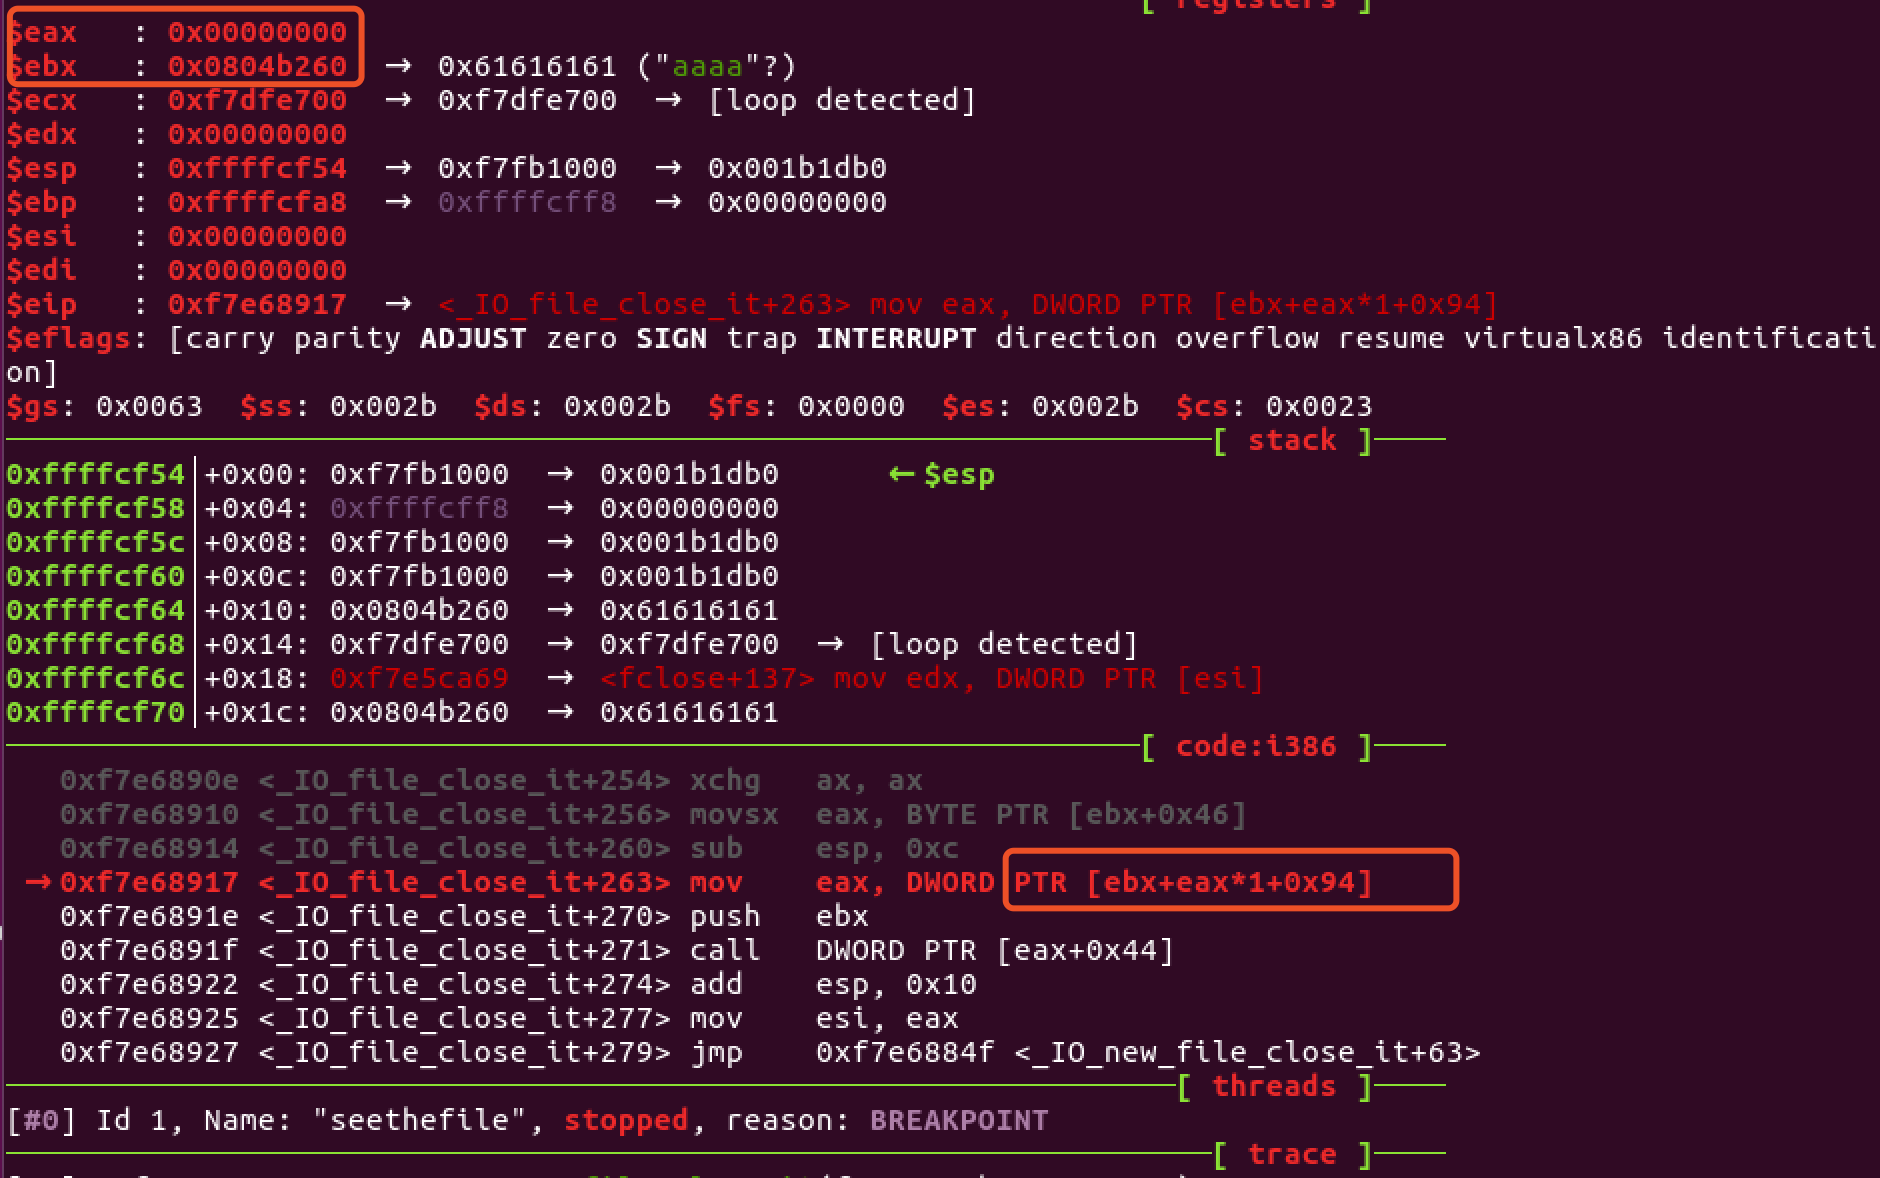 [ registers ]
$eax   : 0x00000000
$ebx   : 0x0804b260  →  0x61616161 ("aaaa"?)
$ecx   : 0xf7dfe700  →  0xf7dfe700  →  [loop detected]
$edx   : 0x00000000
$esp   : 0xffffcf54  →  0xf7fb1000  →  0x001b1db0
$ebp   : 0xffffcfa8  →  0xffffcff8  →  0x00000000
$esi   : 0x00000000
$edi   : 0x00000000
$eip   : 0xf7e68917  →  <_IO_file_close_it+263> mov eax, DWORD PTR [ebx+eax*1+0x94]
$eflags: [carry parity ADJUST zero SIGN trap INTERRUPT direction overflow resume virtualx86 identificati
on]
$gs: 0x0063  $ss: 0x002b  $ds: 0x002b  $fs: 0x0000  $es: 0x002b  $cs: 0x0023
[ stack ]
0xffffcf54│+0x00: 0xf7fb1000  →  0x001b1db0      ←$esp
0xffffcf58│+0x04: 0xffffcff8  →  0x00000000
0xffffcf5c│+0x08: 0xf7fb1000  →  0x001b1db0
0xffffcf60│+0x0c: 0xf7fb1000  →  0x001b1db0
0xffffcf64│+0x10: 0x0804b260  →  0x61616161
0xffffcf68│+0x14: 0xf7dfe700  →  0xf7dfe700  →  [loop detected]
0xffffcf6c│+0x18: 0xf7e5ca69  →  <fclose+137> mov edx, DWORD PTR [esi]
0xffffcf70│+0x1c: 0x0804b260  →  0x61616161
[ code:i386 ]
0xf7e6890e <_IO_file_close_it+254> xchg   ax, ax
0xf7e68910 <_IO_file_close_it+256> movsx  eax, BYTE PTR [ebx+0x46]
0xf7e68914 <_IO_file_close_it+260> sub    esp, 0xc
→ 0xf7e68917 <_IO_file_close_it+263> mov    eax, DWORD PTR [ebx+eax*1+0x94]
0xf7e6891e <_IO_file_close_it+270> push   ebx
0xf7e6891f <_IO_file_close_it+271> call   DWORD PTR [eax+0x44]
0xf7e68922 <_IO_file_close_it+274> add    esp, 0x10
0xf7e68925 <_IO_file_close_it+277> mov    esi, eax
0xf7e68927 <_IO_file_close_it+279> jmp    0xf7e6884f <_IO_new_file_close_it+63>
[ threads ]
[#0] Id 1, Name: "seethefile", stopped, reason: BREAKPOINT
[ trace ]